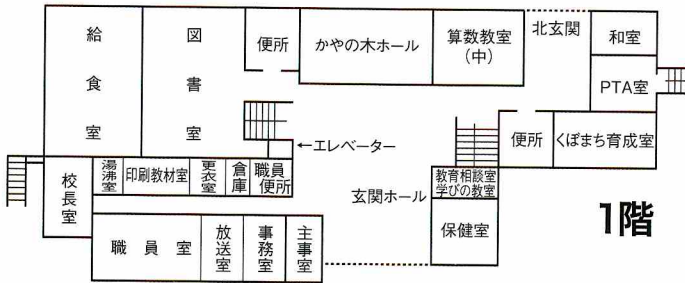 給食室
図書室
便所
かやの木ホール
算数教室
(中)
北玄関
和室
PTA室
←エレベーター
便所
くぼまち育成室
校長室
湯沸室
印刷教材室
更衣室
倉庫
職員
便所
玄関ホール
教育相談室
学びの教室
保健室
職員室
放送室
事務室
主事室
1階